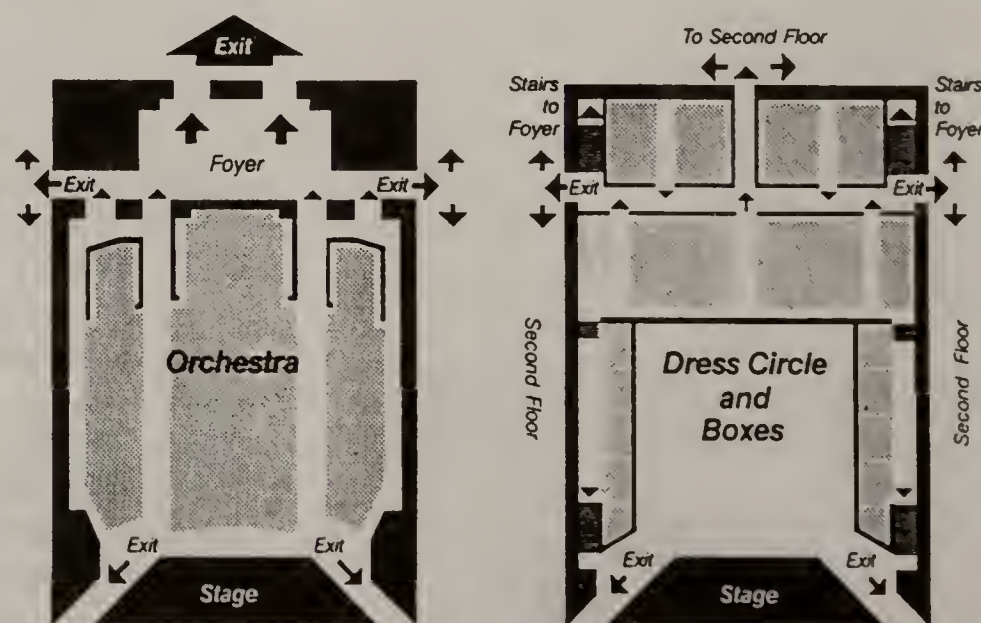 Exit
Foyer
Exit
Exit
Orchestra
Exit
Exit
Stage
To Second Floor
Stairs
to
Foyer
Stairs
to
Foyer
Exit
Exit
Second Floor
Dress Circle
and
Boxes
Second Floor
Exit
Exit
Stage